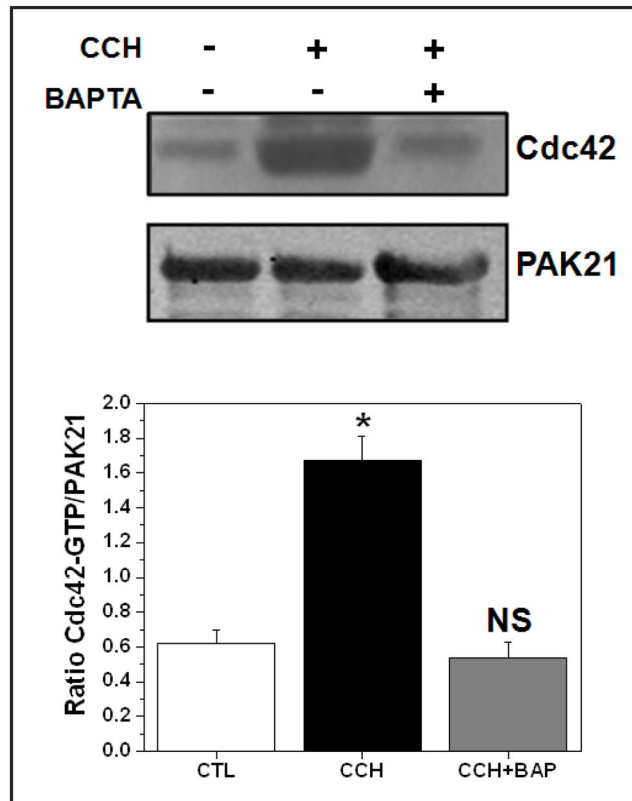 CCH - + +
BAPTA - - +
Cdc42
PAK21
Ratio Cdc42-GTP/PAK21
2.0
1.8
1.6
1.4
1.2
1.0
0.8
0.6
0.4
0.2
0.0
*
NS
CTL CCH CCH+BAP